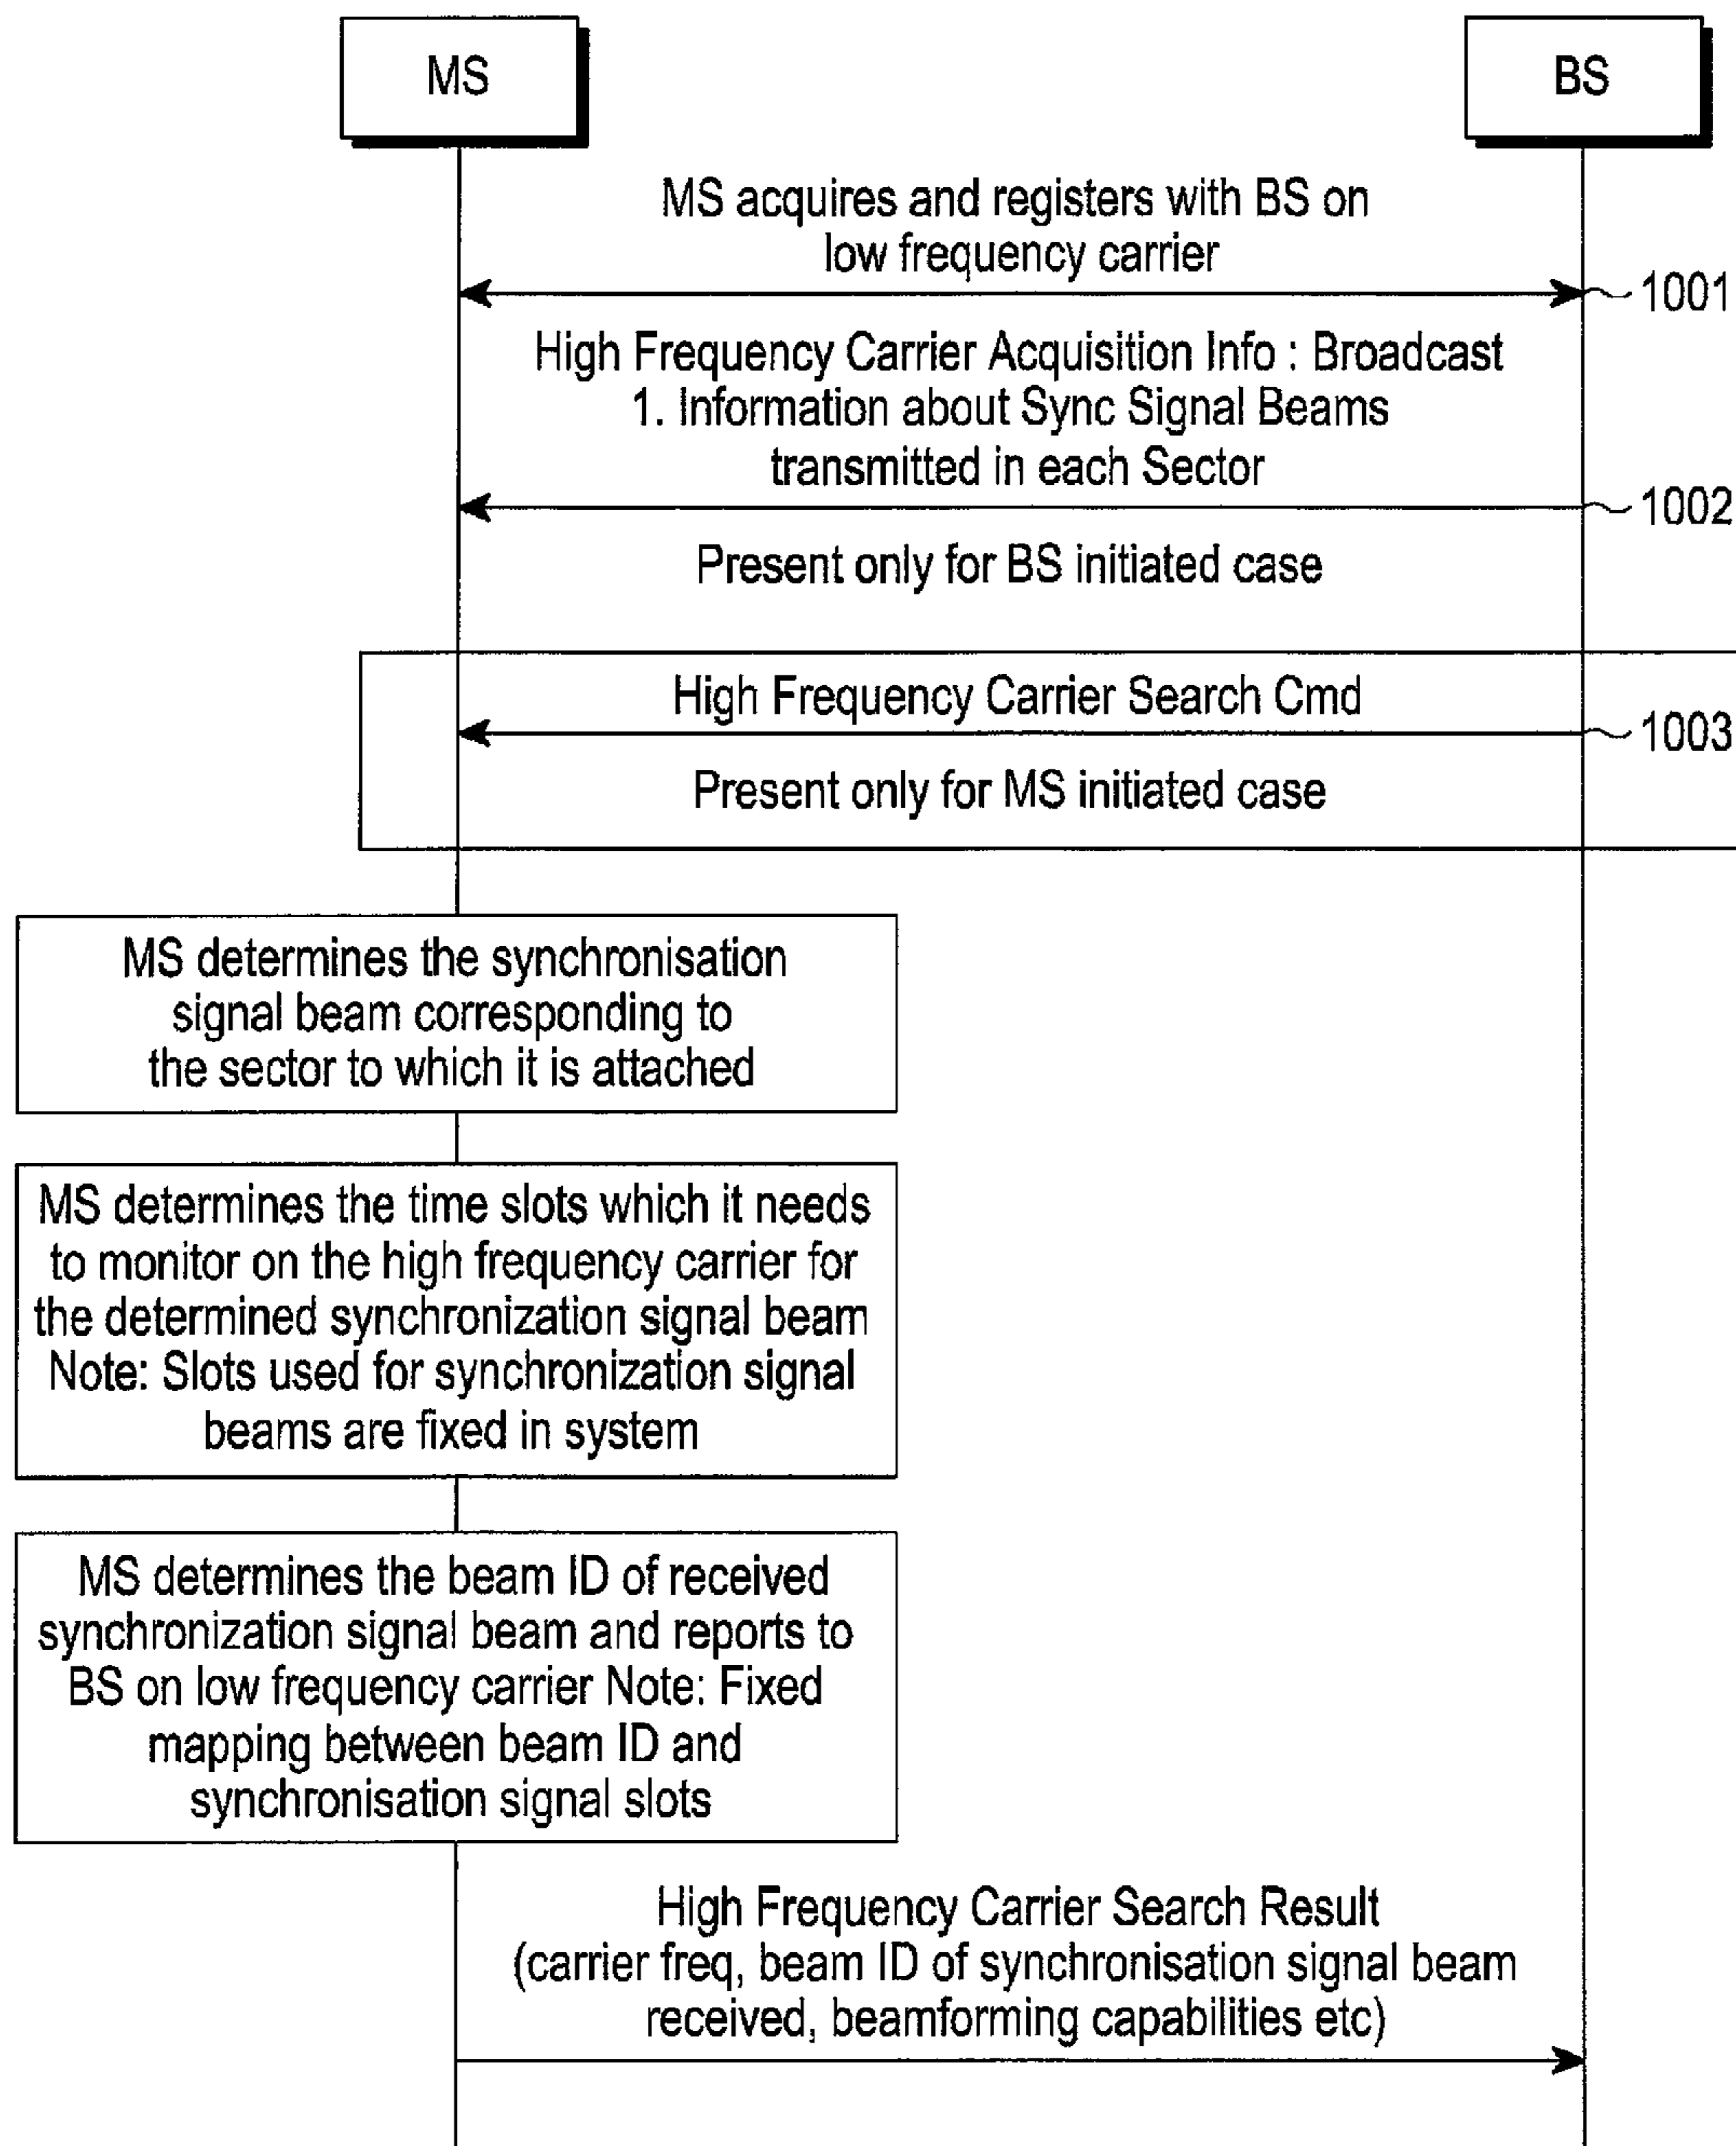 MS
BS
MS acquires and registers with BS on
low frequency carrier
1001
High Frequency Carrier Acquisition Info : Broadcast
1. Information about Sync Signal Beams
transmitted in each Sector
1002
Present only for BS initiated case
High Frequency Carrier Search Cmd
1003
Present only for MS initiated case
MS determines the synchronisation
signal beam corresponding to
the sector to which it is attached
MS determines the time slots which it needs
to monitor on the high frequency carrier for
the determined synchronization signal beam
Note: Slots used for synchronization signal
beams are fixed in system
MS determines the beam ID of received
synchronization signal beam and reports to
BS on low frequency carrier Note: Fixed
mapping between beam ID and
synchronisation signal slots
High Frequency Carrier Search Result
(carrier freq, beam ID of synchronisation signal beam
received, beamforming capabilities etc)